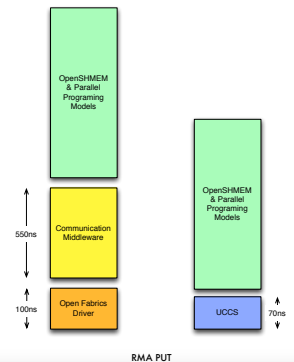 OpenSHMEM
& Parallel
Programing
Models
OpenSHMEM
& Parallel
Programing
Models
550ns
Communication
Middleware
100ns
Open Fabrics
Driver
UCCS
70ns
RMA PUT